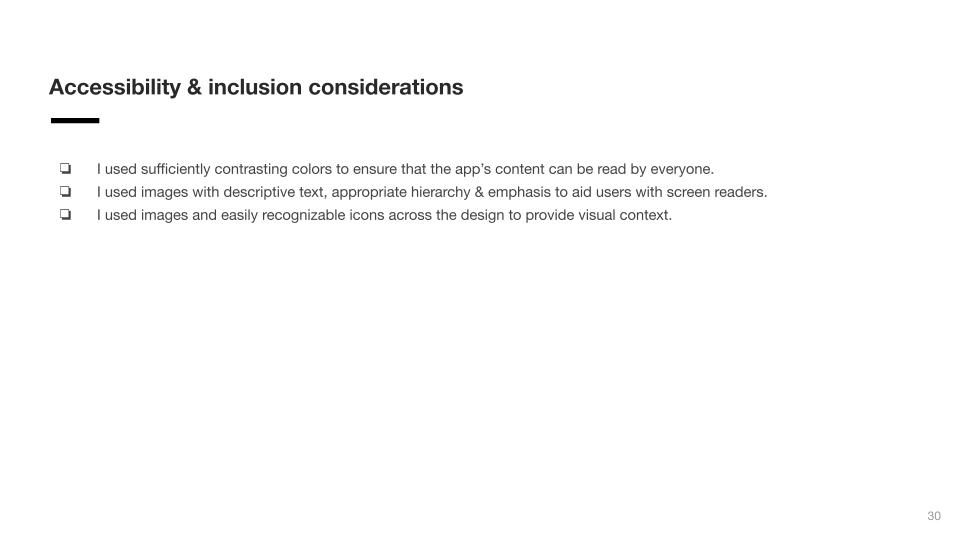 Accessibility & inclusion considerations
❏ I used sufficiently contrasting colors to ensure that the app’s content can be read by everyone.
❏ I used images with descriptive text, appropriate hierarchy & emphasis to aid users with screen readers.
❏ I used images and easily recognizable icons across the design to provide visual context.
30